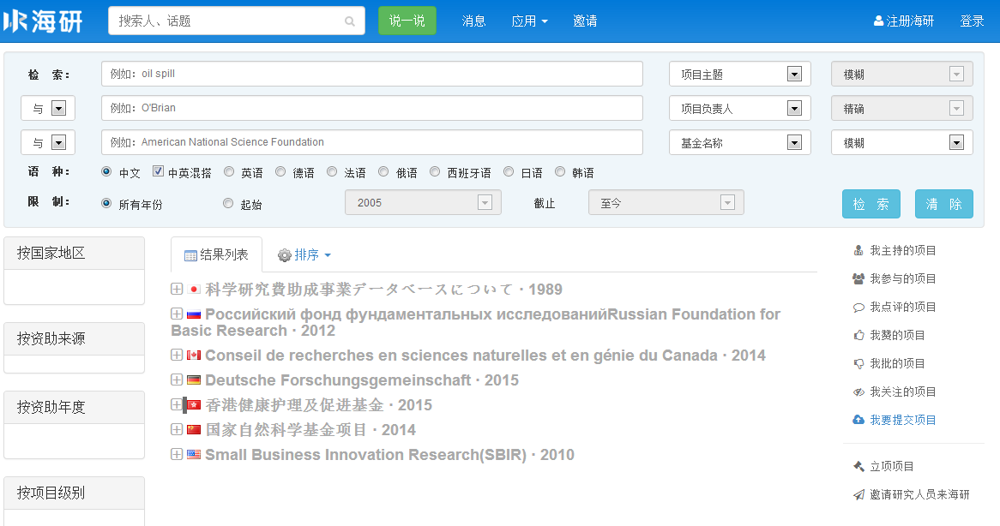 海研 搜索人、话题 说一说 消息 应用 邀请 注册海研 登录
检 索： 例如：oil spill 项目主题 模糊
与 例如：O'Brian 项目负责人 精确
与 例如：American National Science Foundation 基金名称 模糊
语 种： 中文 中英混搭 英语 德语 法语 俄语 西班牙语 日语 韩语
限 制： 所有年份 起始 2005 截止 至今 检 索 清 除
按国家地区
按资助来源
按资助年度
按项目级别
结果列表 排序
科学研究費助成事業データベースについて · 1989
Российский фонд фундаментальных исследованийRussian Foundation for
Basic Research · 2012
Conseil de recherches en sciences naturelles et en génie du Canada · 2014
Deutsche Forschungsgemeinschaft · 2015
香港健康护理及促进基金 · 2015
国家自然科学基金项目 · 2014
Small Business Innovation Research(SBIR) · 2010
我主持的项目
我参与的项目
我点评的项目
我赞的项目
我批的项目
我关注的项目
我要提交项目
立项项目
邀请研究人员来海研